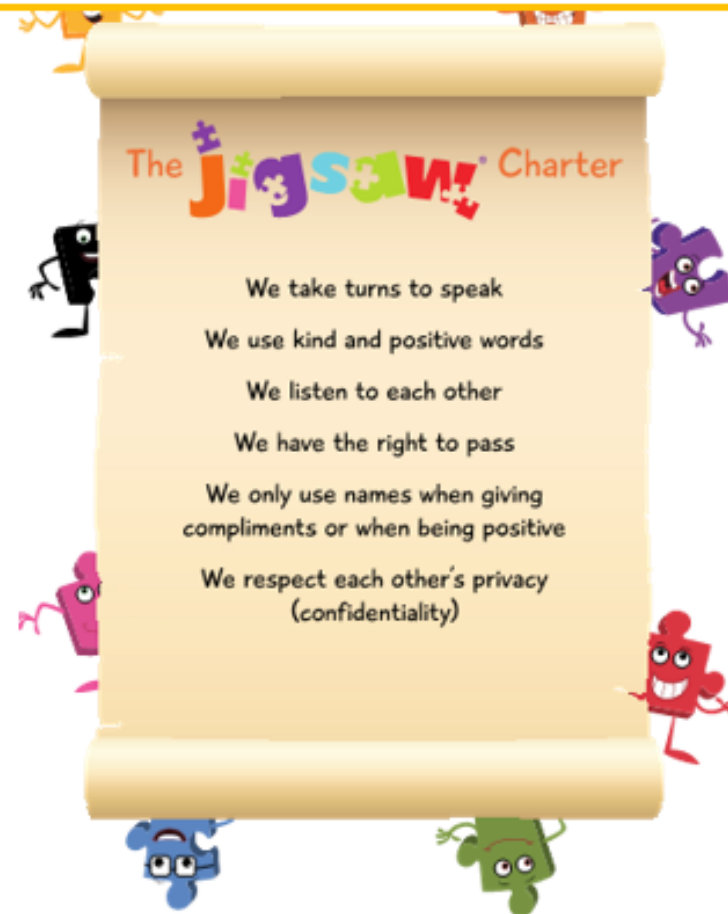 The Jigsaw® Charter
We take turns to speak
We use kind and positive words
We listen to each other
We have the right to pass
We only use names when giving
compliments or when being positive
We respect each other's privacy
(confidentiality)